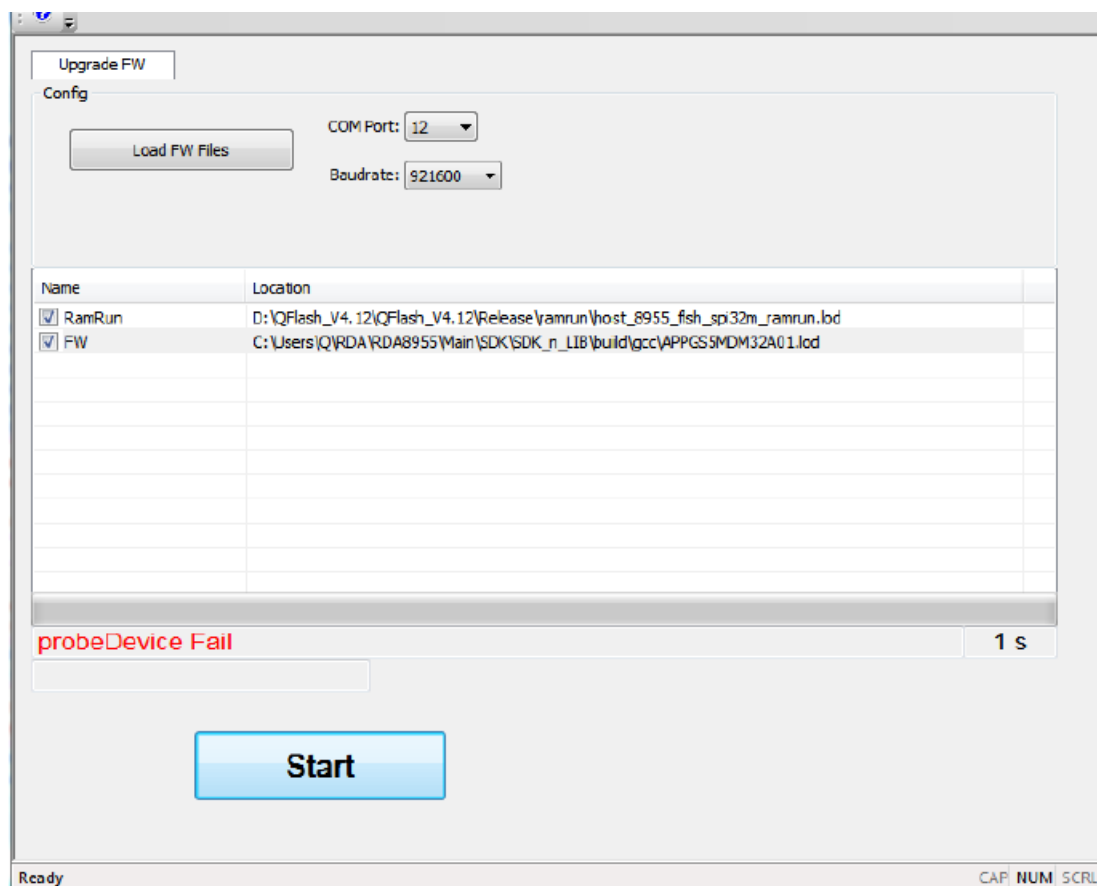 Upgrade FW
Config
Load FW Files
COM Port: 12
Baudrate: 921600
Name Location
RamRun D:\QFlash_V4.12\QFlash_V4.12\Release\ramrun\host_8955_flsh_spi32m_ramrun.lod
FW C:\Users\Q\RDA\RDA8955\Main\SDK\SDK_n_LIB\build\gcc\APPGS5MDM32A01.lod
probeDevice Fail 1 s
Start
Ready CAP NUM SCRL